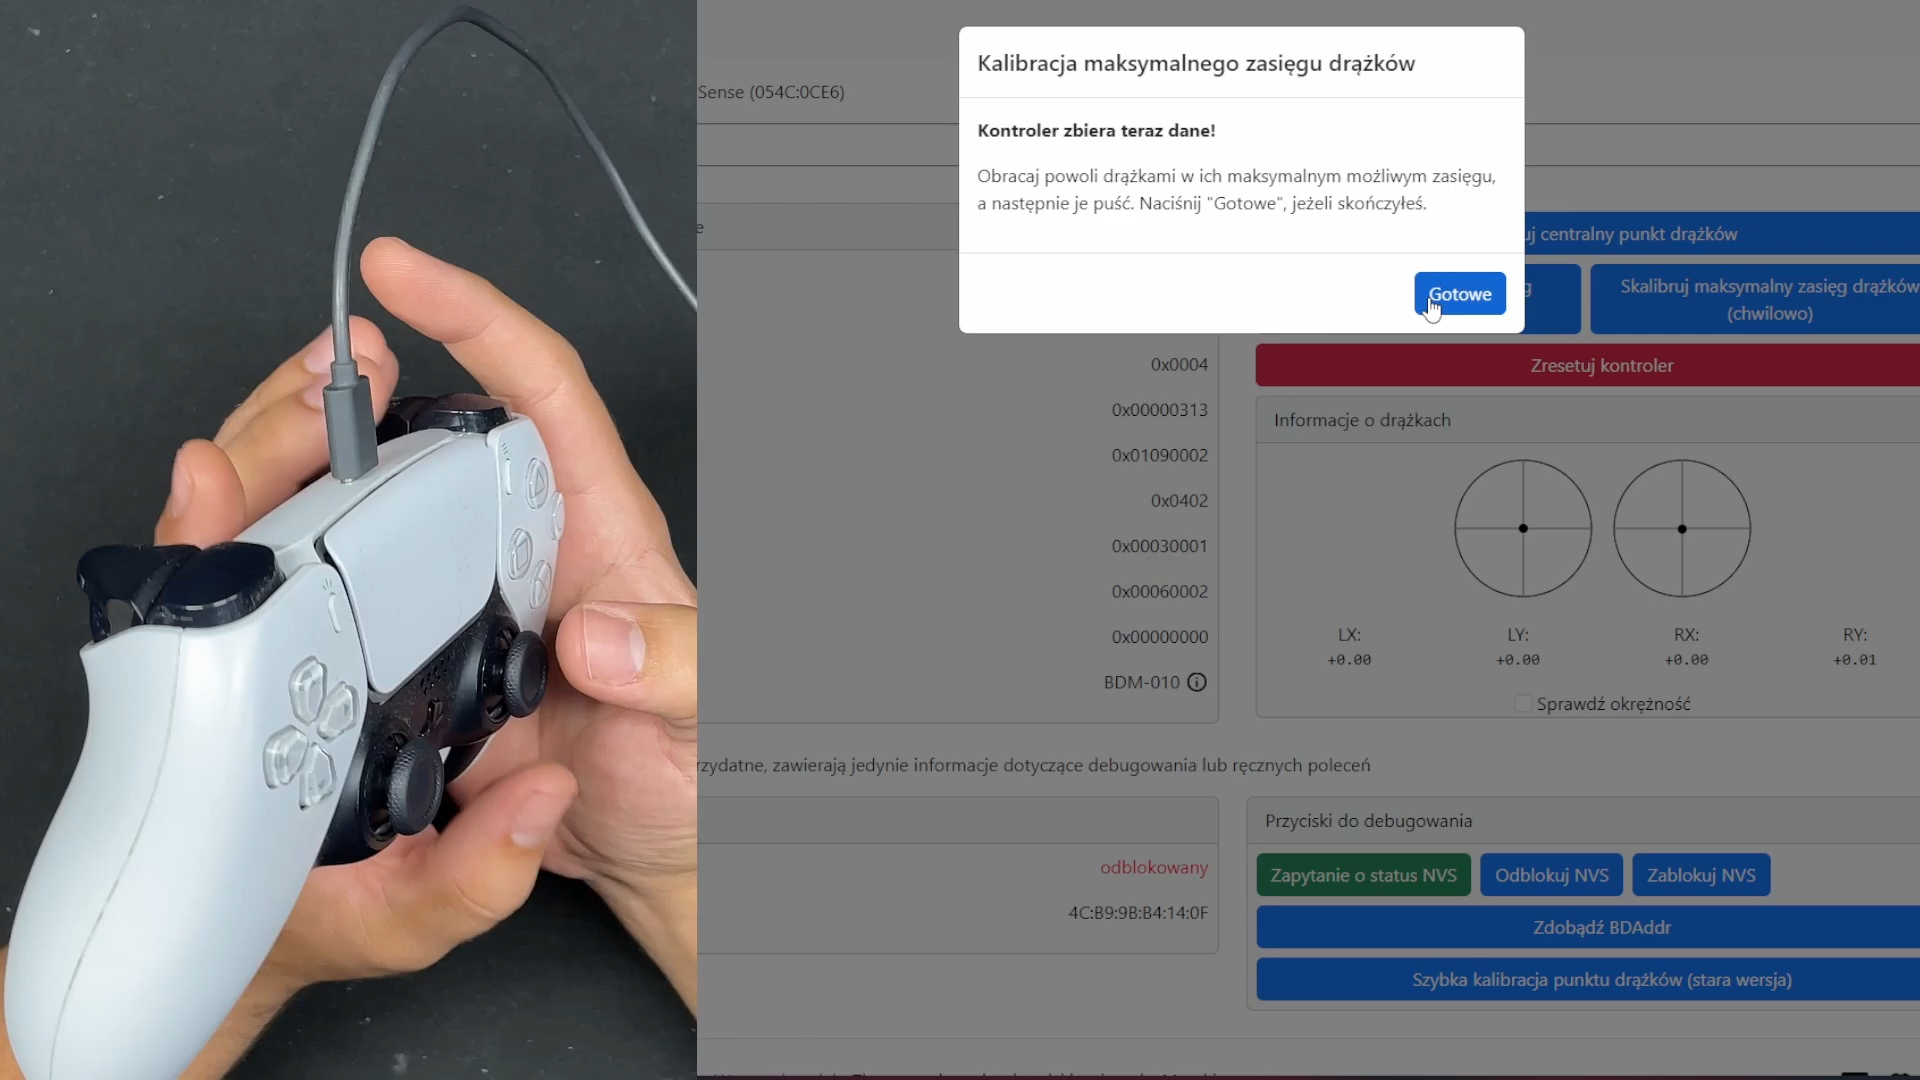 Kalibracja maksymalnego zasięgu drążków
Sense (054C:0CE6)
Kontroler zbiera teraz dane!
Obracaj powoli drążkami w ich maksymalnym możliwym zasięgu,
a następnie je puść. Naciśnij "Gotowe", jeżeli skończyłeś.
Gotowe
uj centralny punkt drążków
g
Skalibruj maksymalny zasięg drążków
(chwilowo)
Zresetuj kontroler
e
0x0004
0x00000313
0x01090002
0x0402
0x00030001
0x00060002
0x00000000
BDM-010
Informacje o drążkach
LX: LY: RX: RY:
+0.00 +0.00 +0.00 +0.01
Sprawdź okrężność
rzydatne, zawierają jedynie informacje dotyczące debugowania lub ręcznych poleceń
odblokowany
4C:B9:9B:B4:14:0F
Przyciski do debugowania
Zapytanie o status NVS
Odblokuj NVS
Zablokuj NVS
Zdobądź BDAddr
Szybka kalibracja punktu drążków (stara wersja)